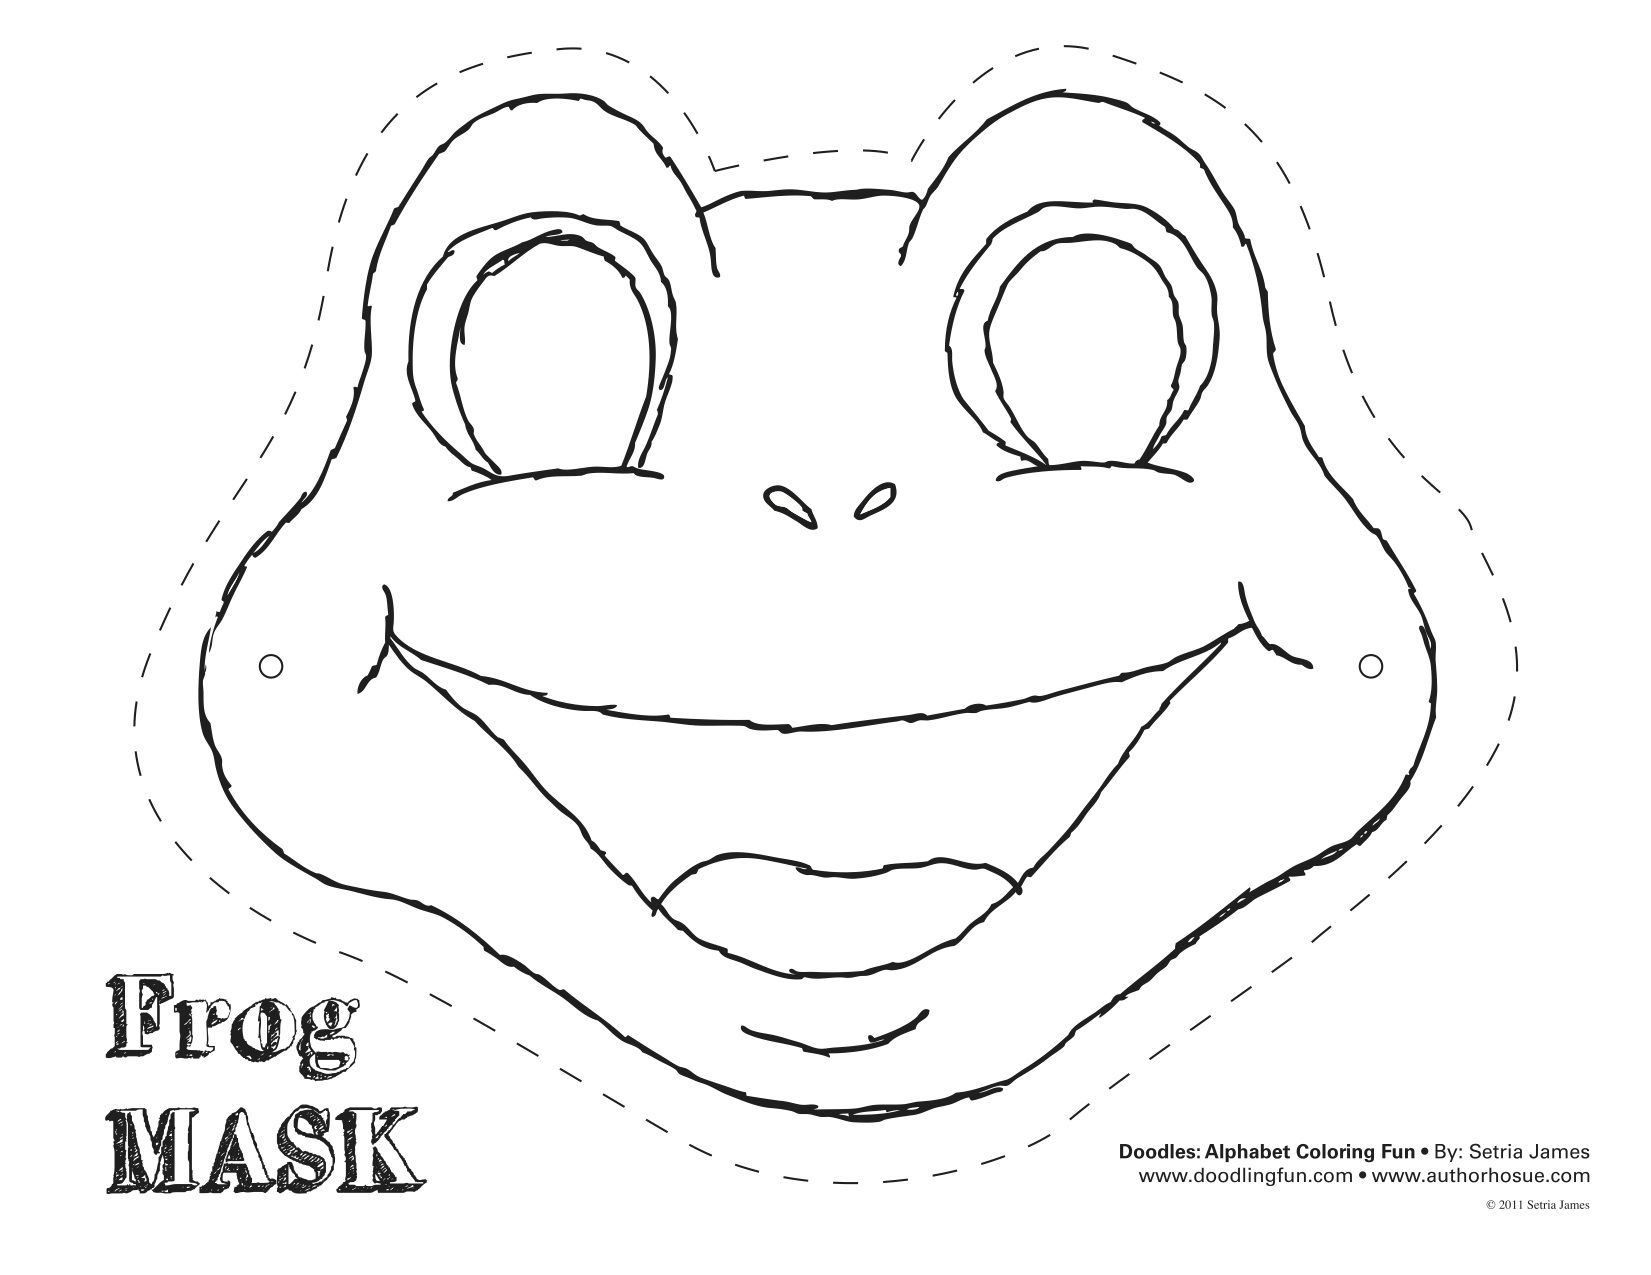 Frog
MASK
Doodles: Alphabet Coloring Fun • By: Setria James
www.doodlingfun.com • www.authorhosue.com
© 2011 Setria James